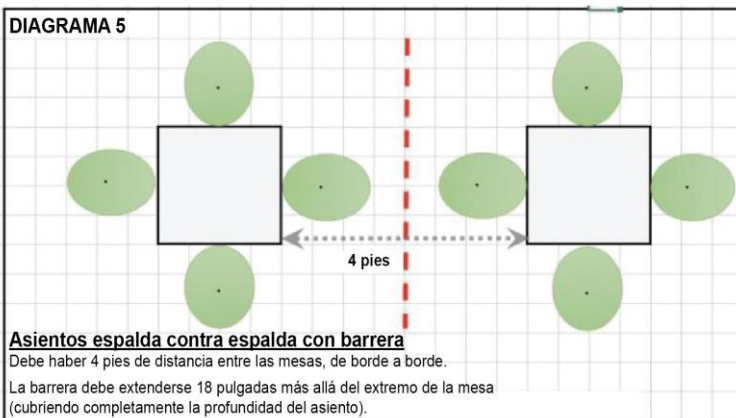 DIAGRAMA 5
4 pies
Asientos espalda contra espalda con barrera
Debe haber 4 pies de distancia entre las mesas, de borde a borde.
La barrera debe extenderse 18 pulgadas más allá del extremo de la mesa
(cubriendo completamente la profundidad del asiento).